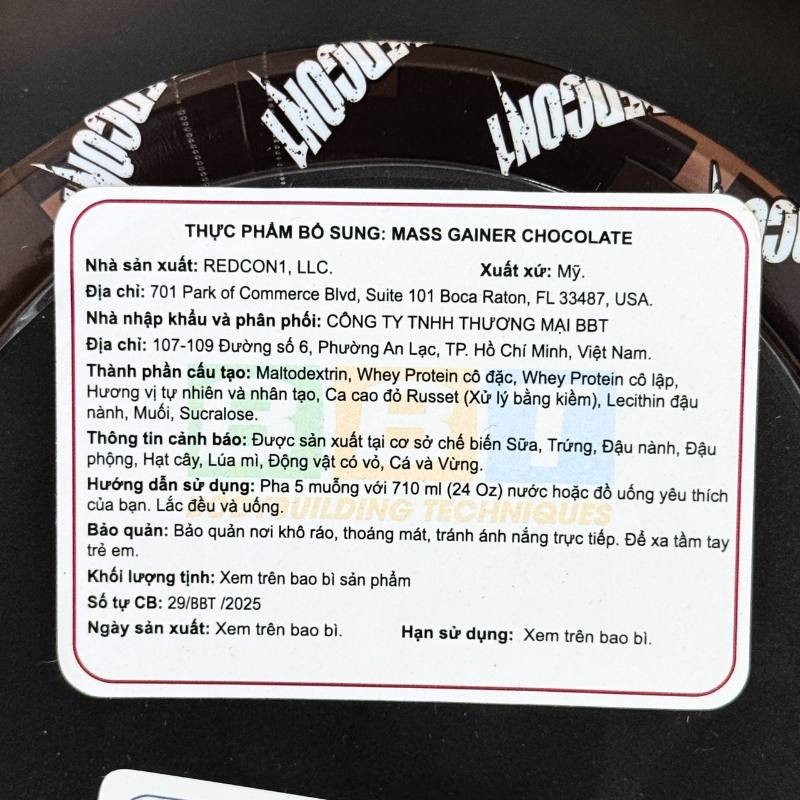 REDCON1
REDCON1
REDCON1
THỰC PHẨM BỔ SUNG: MASS GAINER CHOCOLATE
Nhà sản xuất: REDCON1, LLC. Xuất xứ: Mỹ.
Địa chỉ: 701 Park of Commerce Blvd, Suite 101 Boca Raton, FL 33487, USA.
Nhà nhập khẩu và phân phối: CÔNG TY TNHH THƯƠNG MẠI BBT
Địa chỉ: 107-109 Đường số 6, Phường An Lạc, TP. Hồ Chí Minh, Việt Nam.
Thành phần cấu tạo: Maltodextrin, Whey Protein cô đặc, Whey Protein cô lập,
Hương vị tự nhiên và nhân tạo, Ca cao đỏ Russet (Xử lý bằng kiềm), Lecithin đậu
nành, Muối, Sucralose.
Thông tin cảnh báo: Được sản xuất tại cơ sở chế biến Sữa, Trứng, Đậu nành, Đậu
phộng, Hạt cây, Lúa mì, Động vật có vỏ, Cá và Vừng.
Hướng dẫn sử dụng: Pha 5 muỗng với 710 ml (24 Oz) nước hoặc đồ uống yêu thích
của bạn. Lắc đều và uống.
BBT
BODYBUILDING TECHNIQUES
Bảo quản: Bảo quản nơi khô ráo, thoáng mát, tránh ánh nắng trực tiếp. Để xa tầm tay
trẻ em.
Khối lượng tịnh: Xem trên bao bì sản phẩm
Số tự CB: 29/BBT /2025
Ngày sản xuất: Xem trên bao bì. Hạn sử dụng: Xem trên bao bì.